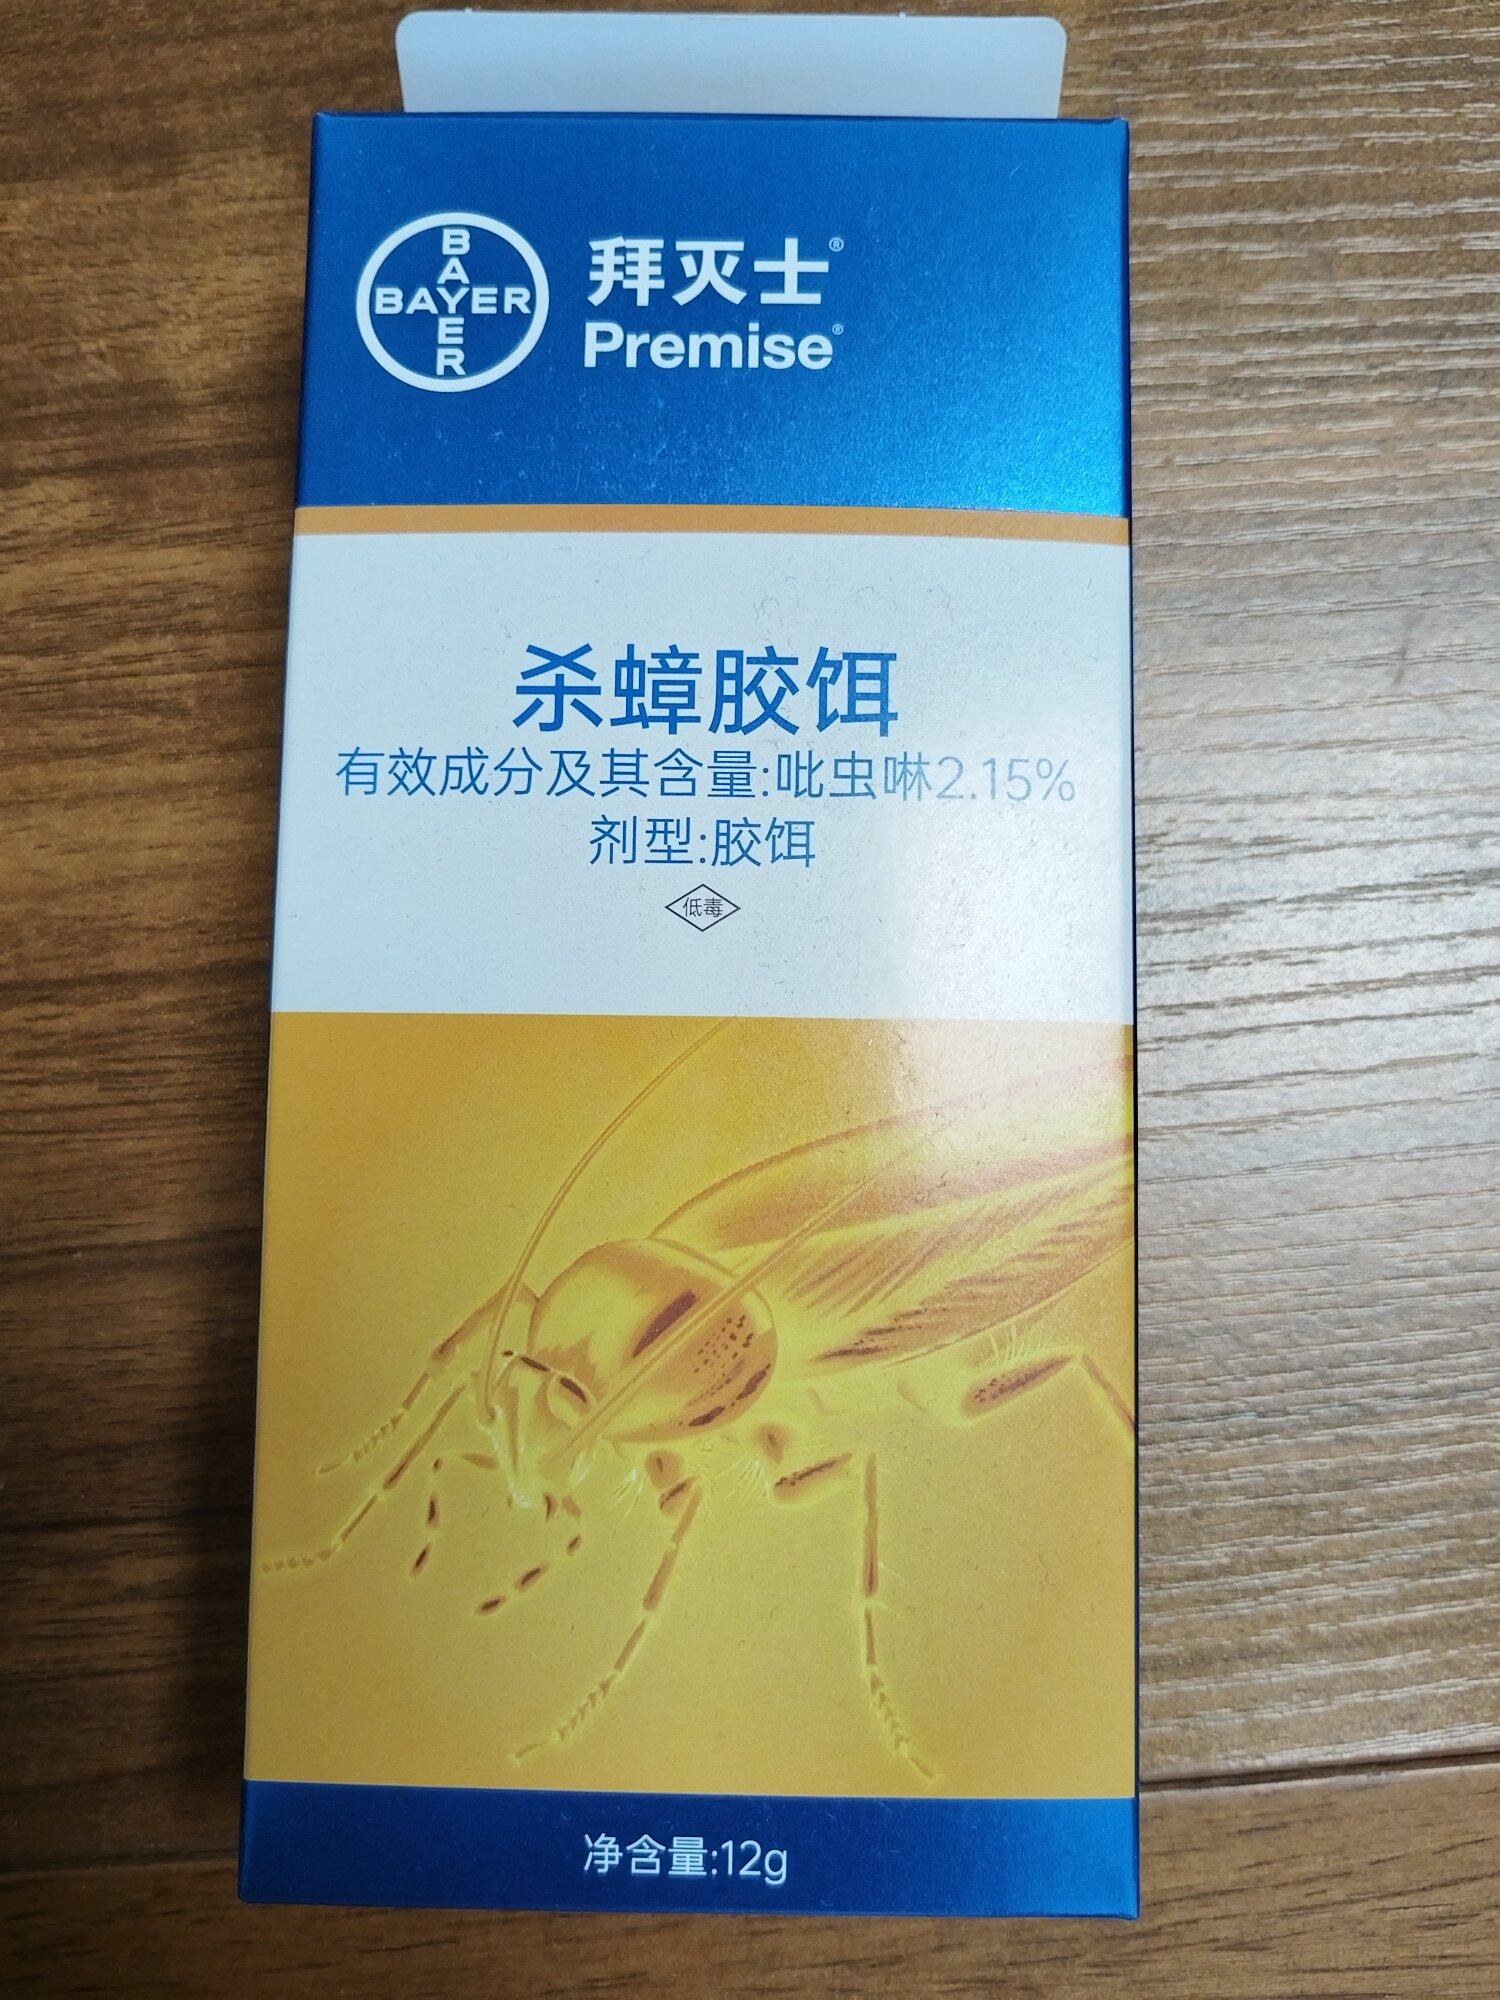 BAYER
BAYER
拜灭士®
Premise®
杀蟑胶饵
有效成分及其含量:吡虫啉2.15%
剂型:胶饵
低毒
净含量:12g